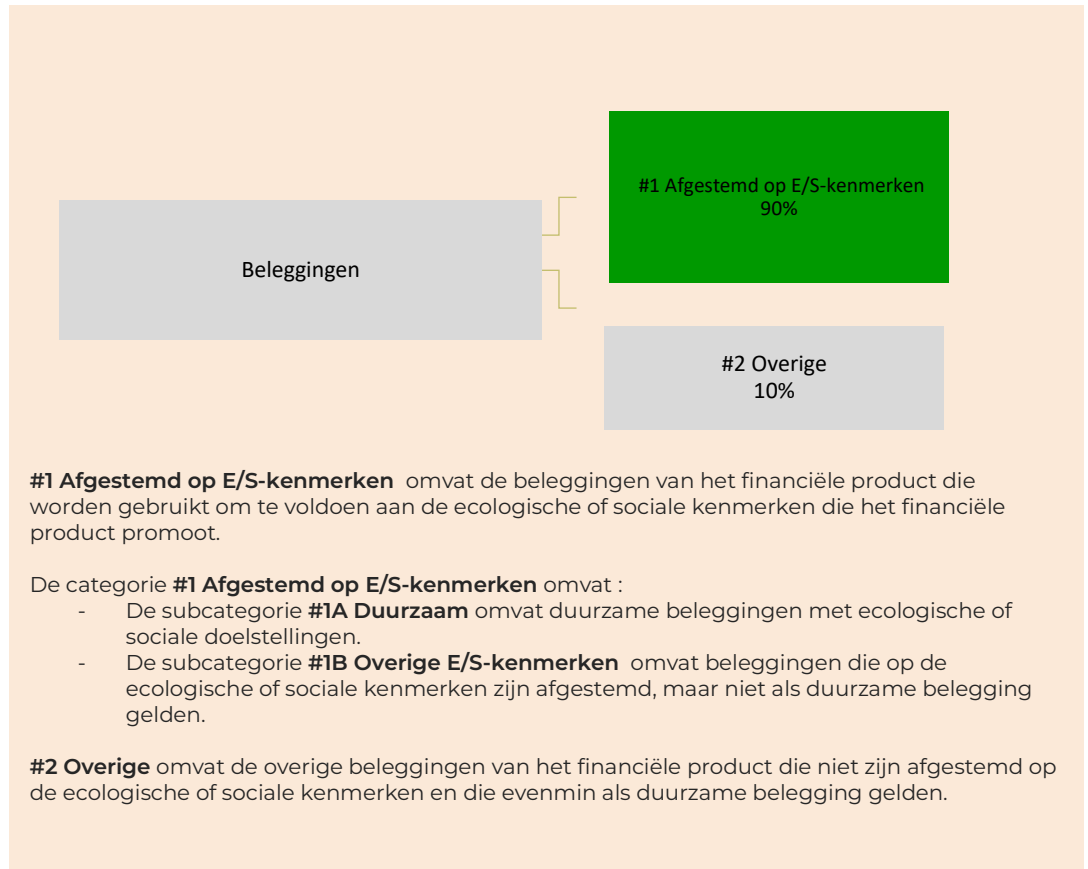 #1 Afgestemd op E/S-kenmerken
90%
Beleggingen
#2 Overige
10%
#1 Afgestemd op E/S-kenmerken omvat de beleggingen van het financiële product die
worden gebruikt om te voldoen aan de ecologische of sociale kenmerken die het financiële
product promoot.
De categorie #1 Afgestemd op E/S-kenmerken omvat :
- De subcategorie #1A Duurzaam omvat duurzame beleggingen met ecologische of
sociale doelstellingen.
- De subcategorie #1B Overige E/S-kenmerken omvat beleggingen die op de
ecologische of sociale kenmerken zijn afgestemd, maar niet als duurzame belegging
gelden.
#2 Overige omvat de overige beleggingen van het financiële product die niet zijn afgestemd op
de ecologische of sociale kenmerken en die evenmin als duurzame belegging gelden.